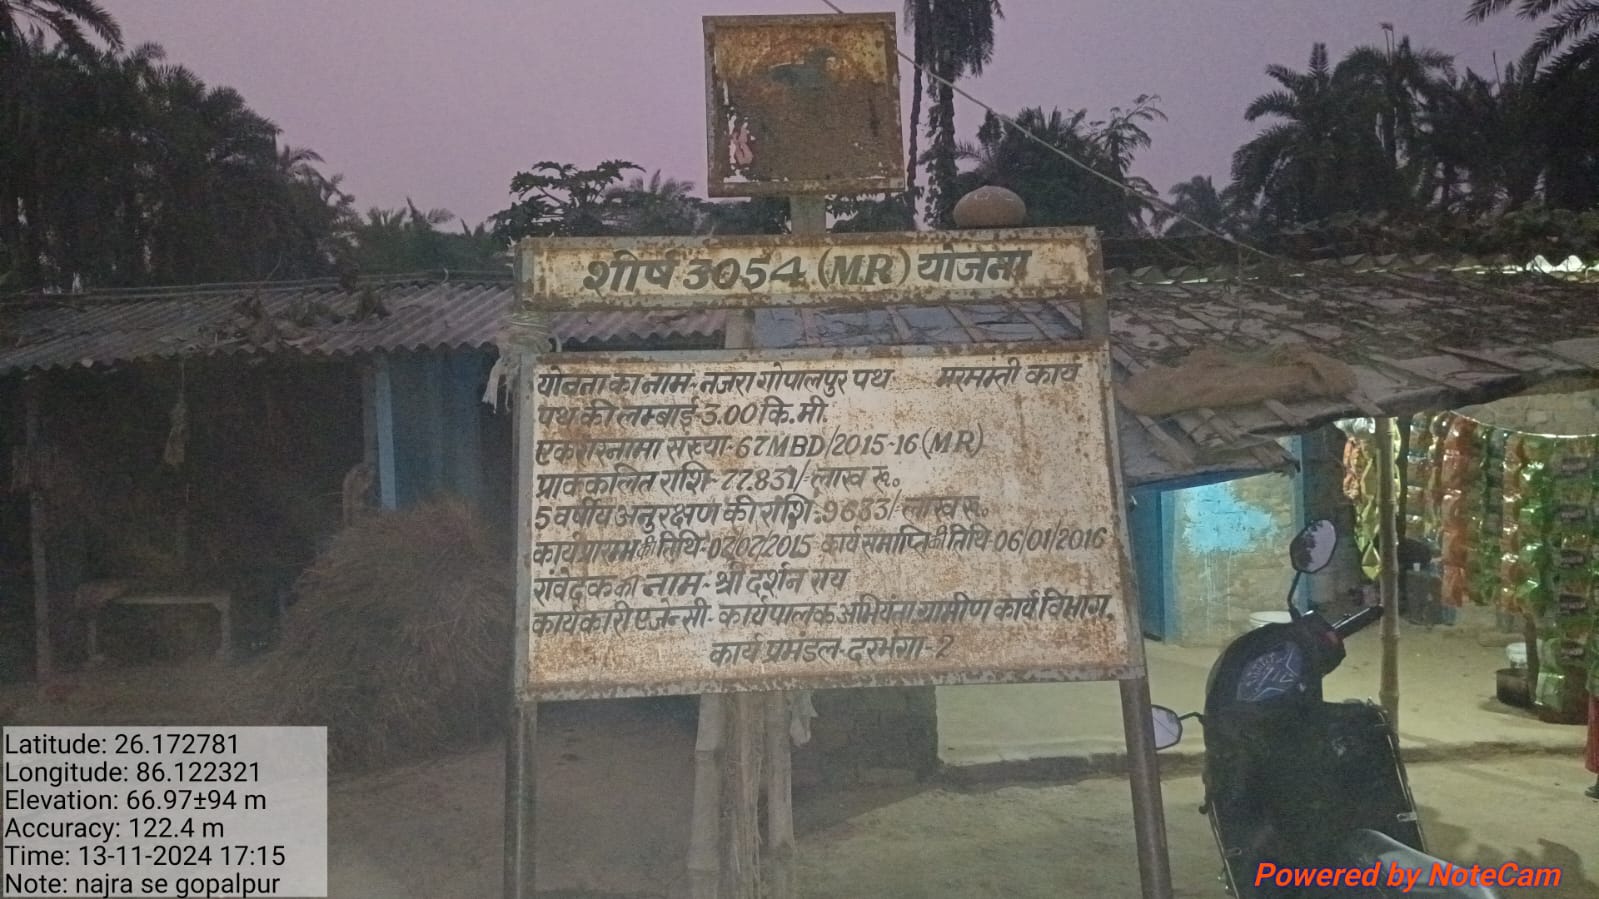 शीर्ष 3054 (MR) योजना
योजना का नाम- नजरा गोपालपुर पथ मरम्मती कार्य
पथ की लम्बाई-3.00 कि.मी.
एकरारनामा संख्या-67MBD/2015-16 (MR)
प्राक्कलित राशि-77.831/-लाख रू०
5 वर्षीय अनुरक्षण की राशि:-9683/-लाख रू०
कार्य प्रारम्भ की तिथि-07/07/2015 कार्य समाप्ति की तिथि-06/01/2016
संवेदक का नाम- श्री दर्शन राय
कार्यकारी एजेन्सी- कार्यपालक अभियंता ग्रामीण कार्य विभाग,
कार्य प्रमंडल-दरभंगा-2
Latitude: 26.172781
Longitude: 86.122321
Elevation: 66.97±94 m
Accuracy: 122.4 m
Time: 13-11-2024 17:15
Note: najra se gopalpur
Powered by NoteCam